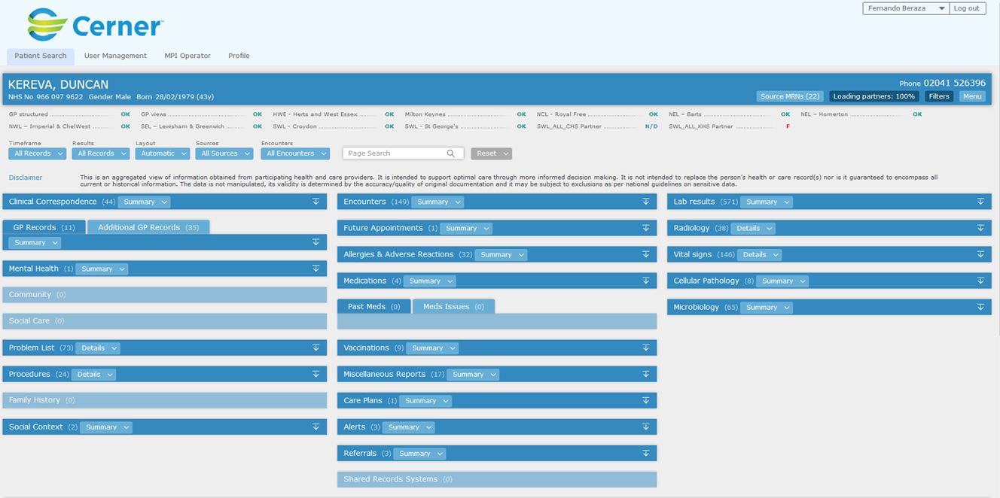 Fernando Beraza Log out
Cerner™
Patient Search User Management MPI Operator Profile
KEREVA, DUNCAN
Phone 02041 526396
NHS No 966 097 9622 Gender Male Born 28/02/1979 (43y)
Source MRNs (22) Loading partners: 100% Filters Menu
GP structured OK GP views OK HWE - Herts and West Essex OK Milton Keynes OK NCL - Royal Free OK NEL – Barts OK NEL – Homerton OK
NWL – Imperial & ChelWest OK SEL – Lewisham & Greenwich OK SWL - Croydon OK SWL - St George's OK SWL_ALL_CHS Partner N/D SWL_ALL_KHS Partner F
Timeframe Results Layout Sources Encounters
All Records All Records Automatic All Sources All Encounters Page Search Reset
Disclaimer
This is an aggregated view of information obtained from participating health and care providers. It is intended to support optimal care through more informed decision making. It is not intended to replace the person's health or care record(s) nor is it guaranteed to encompass all
current or historical information. The data is not manipulated, its validity is determined by the accuracy/quality of original documentation and it may be subject to exclusions as per national guidelines on sensitive data.
Clinical Correspondence (44) Summary
GP Records (11) Additional GP Records (35)
Summary
Mental Health (1) Summary
Community (0)
Social Care (0)
Problem List (73) Details
Procedures (24) Details
Family History (0)
Social Context (2) Summary
Encounters (149) Summary
Future Appointments (1) Summary
Allergies & Adverse Reactions (32) Summary
Medications (4) Summary
Past Meds (0) Meds Issues (0)
Vaccinations (9) Summary
Miscellaneous Reports (17) Summary
Care Plans (1) Summary
Alerts (3) Summary
Referrals (3) Summary
Shared Records Systems (0)
Lab results (571) Summary
Radiology (38) Details
Vital signs (146) Details
Cellular Pathology (8) Summary
Microbiology (65) Summary